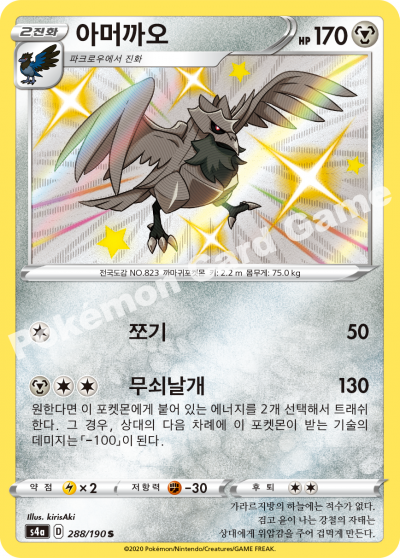 2진화 아머까오 HP 170
파크로우에서 진화
전국도감 NO.823 까마귀포켓몬 키: 2.2 m 몸무게: 75.0 kg
Pokémon Card Game
쪼기 50
무쇠날개 130
원한다면 이 포켓몬에게 붙어 있는 에너지를 2개 선택해서 트래쉬
한다. 그 경우, 상대의 다음 차례에 이 포켓몬이 받는 기술의
데미지는 「-100」이 된다.
약점 ×2 저항력 -30 후퇴
Illus. kirisAki
s4a D 288/190 S
가라르지방의 하늘에는 적수가 없다.
검고 윤이 나는 강철의 자태는
상대에게 위압감을 주어 겁먹게 만든다.
©2020 Pokémon/Nintendo/Creatures/GAME FREAK.